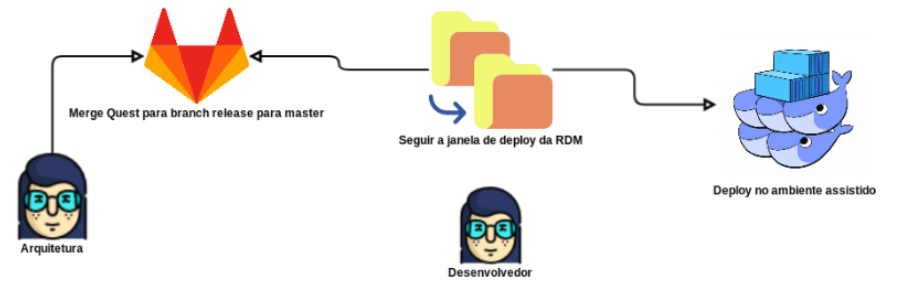 Merge Quest para branch release para master
Seguir a janela de deploy da RDM
Deploy no ambiente assistido
Arquitetura
Desenvolvedor